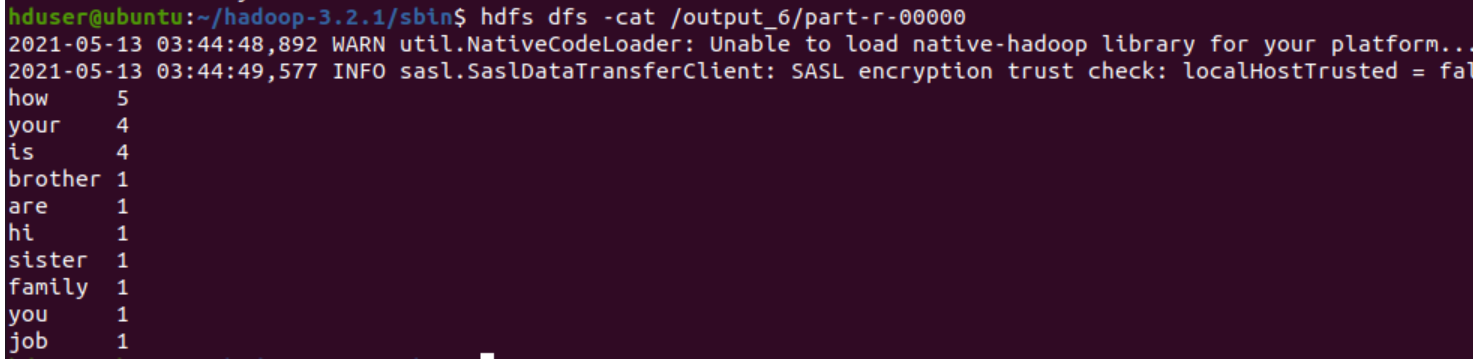 hduser@ubuntu:~/hadoop-3.2.1/sbin$ hdfs dfs -cat /output_6/part-r-00000
2021-05-13 03:44:48,892 WARN util.NativeCodeLoader: Unable to load native-hadoop library for your platform...
2021-05-13 03:44:49,577 INFO sasl.SaslDataTransferClient: SASL encryption trust check: localHostTrusted = fal
how 5
your 4
is 4
brother 1
are 1
hi 1
sister 1
family 1
you 1
job 1